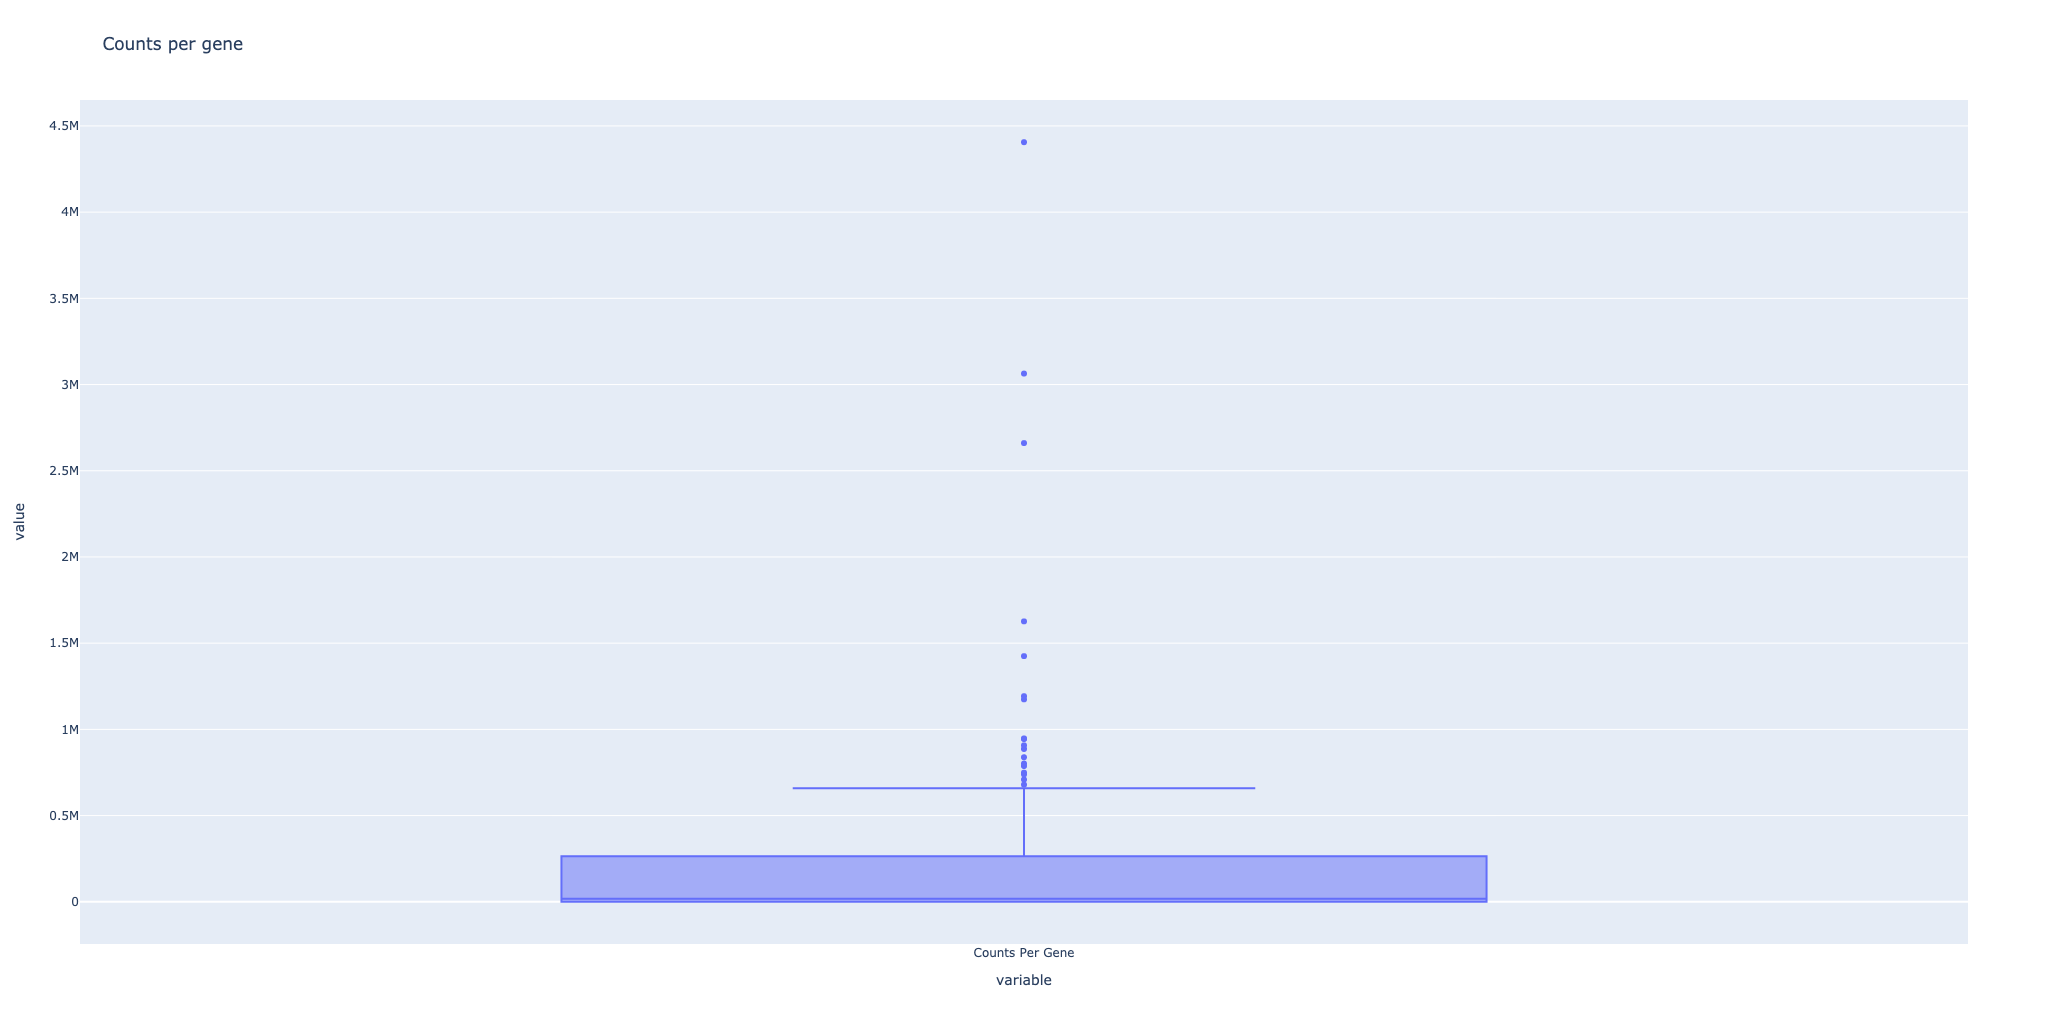 Counts per gene
4.5M
4M
3.5M
3M
2.5M
2M
1.5M
1M
0.5M
0
value
Counts Per Gene
variable